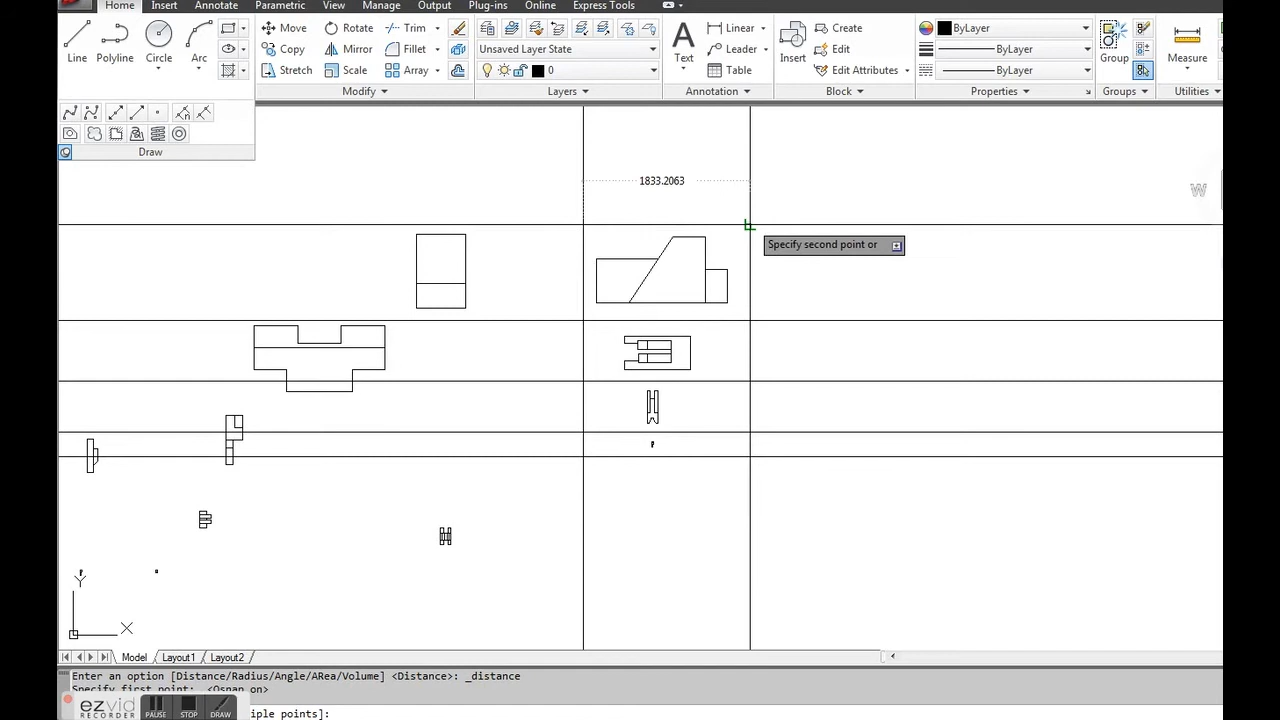 Home Insert Annotate Parametric View Manage Output Plug-ins Online Express Tools
Line Polyline Circle Arc
Move Rotate Trim
Copy Mirror Fillet
Stretch Scale Array
Modify
Unsaved Layer State
0
Layers
Text
Linear
Leader
Table
Annotation
Insert
Create
Edit
Edit Attributes
Block
ByLayer
ByLayer
ByLayer
Properties
Group
Groups
Measure
Utilities
Draw
1833.2063
W
Specify second point or
Y
X
Model Layout1 Layout2
Enter an option [Distance/Radius/Angle/ARea/Volume] <Distance>: _distance
Specify first point: <Osnap on>
iple points]:
ezvid
RECORDER
PAUSE STOP DRAW